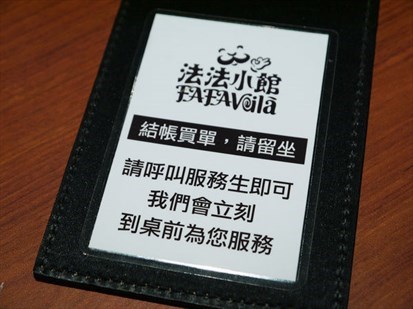 法法小館
FAFAVoilà
結帳買單，請留坐
請呼叫服務生即可
我們會立刻
到桌前為您服務